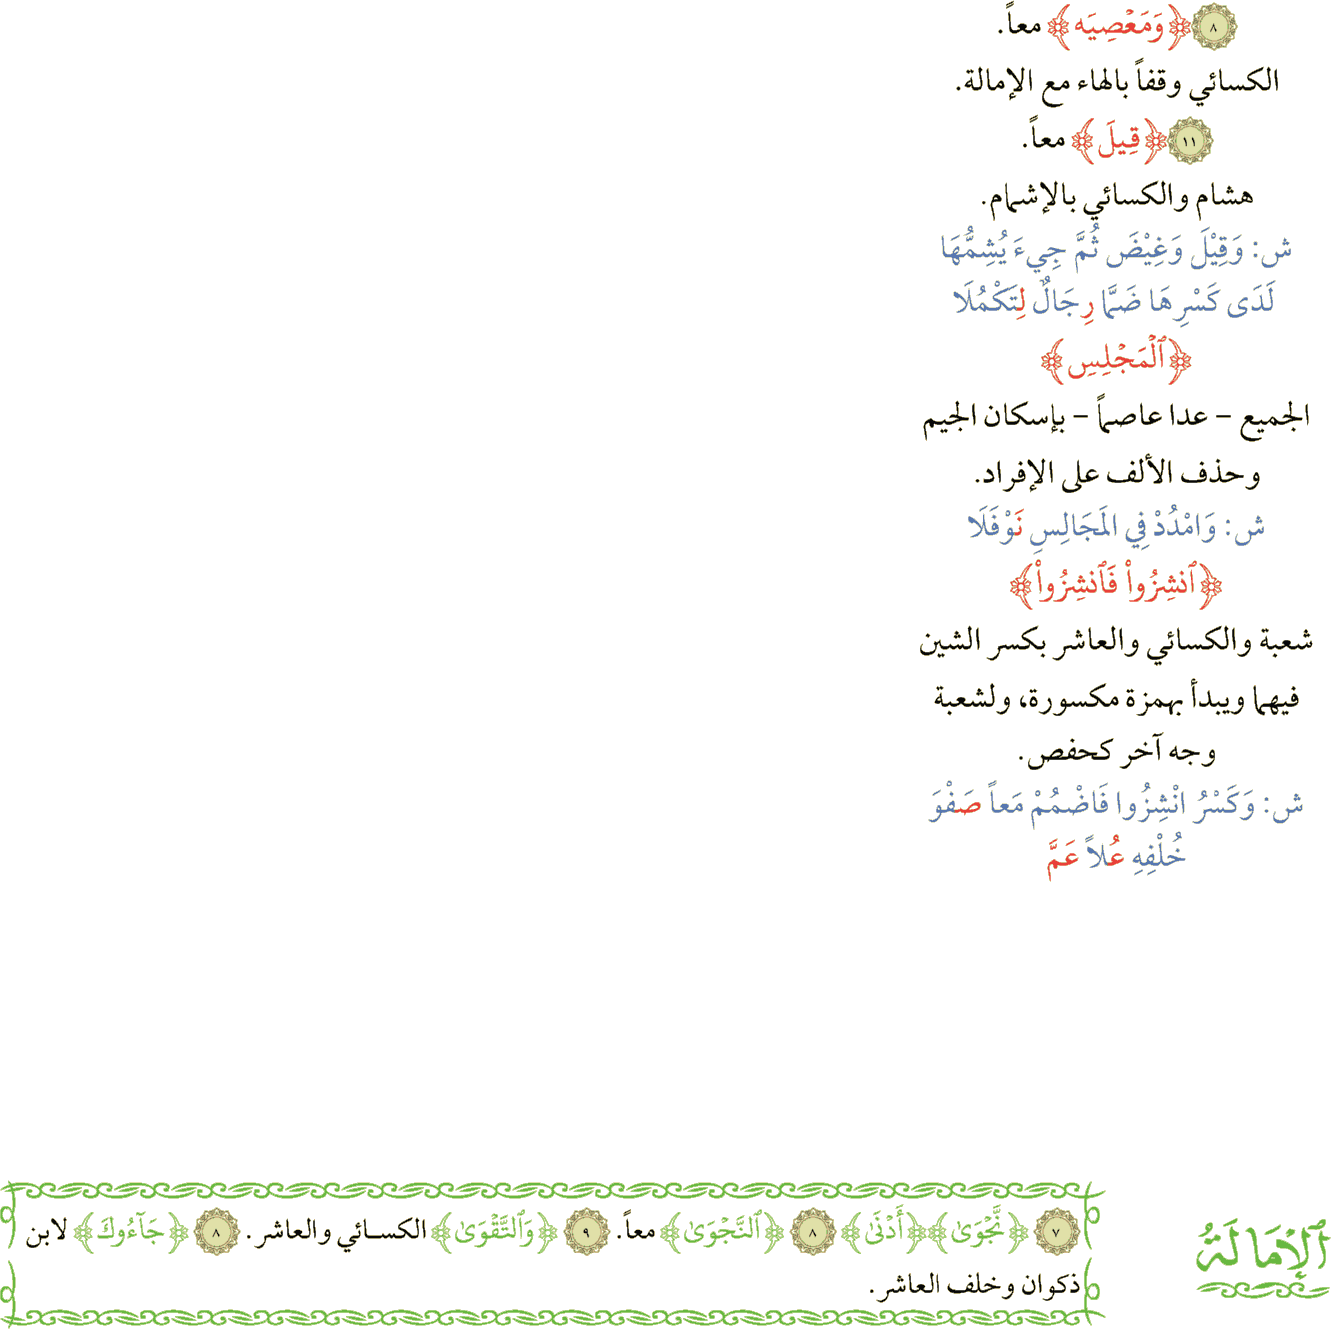 ٨ ﴿وَمَعۡصِيَه﴾ معاً.
الكسائي وقفاً بالهاء مع الإمالة.
١١ ﴿قِيلَ﴾ معاً.
هشام والكسائي بالإشمام.
ش: وَقِيْلَ وَغِيْضَ ثُمَّ جِيءَ يُشِمُّهَا
لَدَى كَسْرِهَا ضَمًّا رِجَالٌ لِتَكْمُلَا
﴿ٱلۡمَجۡلِسِ﴾
الجميع – عدا عاصماً – بإسكان الجيم
وحذف الألف على الإفراد.
ش: وَامْدُدْ فِي المَجَالِسِ نَوْفَلَا
﴿ٱنشِزُواْ فَٱنشِزُواْ﴾
شعبة والكسائي والعاشر بكسر الشين
فيهما ويبدأ بهمزة مكسورة، ولشعبة
وجه آخر كحفص.
ش: وَكَسْرُ انْشِزُوا فَاضْمُمْ مَعاً صَفْوَ
خُلْفِهِ عُلاً عَمَّ
ٱلۡإِمَالَةُ
٧ ﴿نَّجۡوَىٰ﴾ ﴿أَدۡنَىٰ﴾ ٨ ﴿ٱلنَّجۡوَىٰ﴾ معاً. ٩ ﴿وَٱلتَّقۡوَىٰ﴾ الكسائي والعاشر. ٨ ﴿جَآءُوكَ﴾ لابن
ذكوان وخلف العاشر.